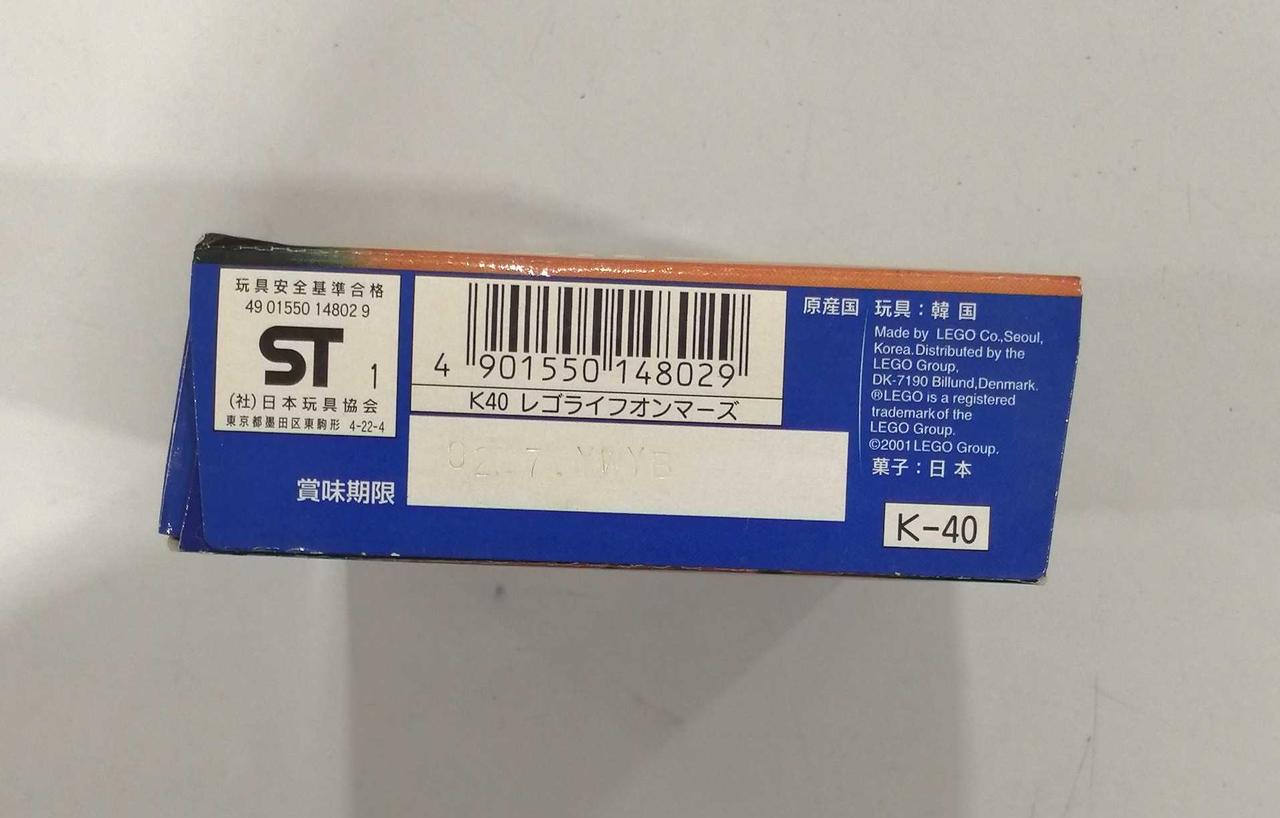 玩具安全基準合格
49 01550 14802 9
ST 1
(社)日本玩具協会
東京都墨田区東駒形 4-22-4
4 901550 148029
K40 レゴライフオンマーズ
賞味期限
02.7.
原産国
玩具：韓国
Made by LEGO Co.,Seoul,
Korea.Distributed by the
LEGO Group,
DK-7190 Billund,Denmark.
®LEGO is a registered
trademark of the
LEGO Group.
©2001 LEGO Group.
菓子：日本
K-40